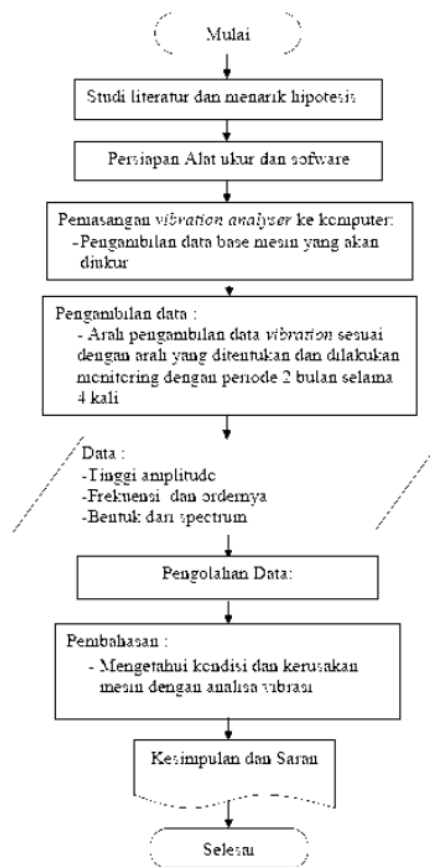 Mulai
Studi literatur dan menarik hipotesis
Persiapan Alat ukur dan sofware
Pemasangan vibration analyser ke komputer:
-Pengambilan data base mesin yang akan
diukur
Pengambilan data :
- Arah pengambilan data vibration sesuai
dengan arah yang ditentukan dan dilakukan
monitoring dengan periode 2 bulan selama
4 kali
Data :
-Tinggi amplitude
-Frekuensi dan ordernya
-Bentuk dari spectrum
Pengolahan Data:
Pembahasan :
- Mengetahui kondisi dan kerusakan
mesin dengan analisa vibrasi
Kesimpulan dan Saran
Selesai